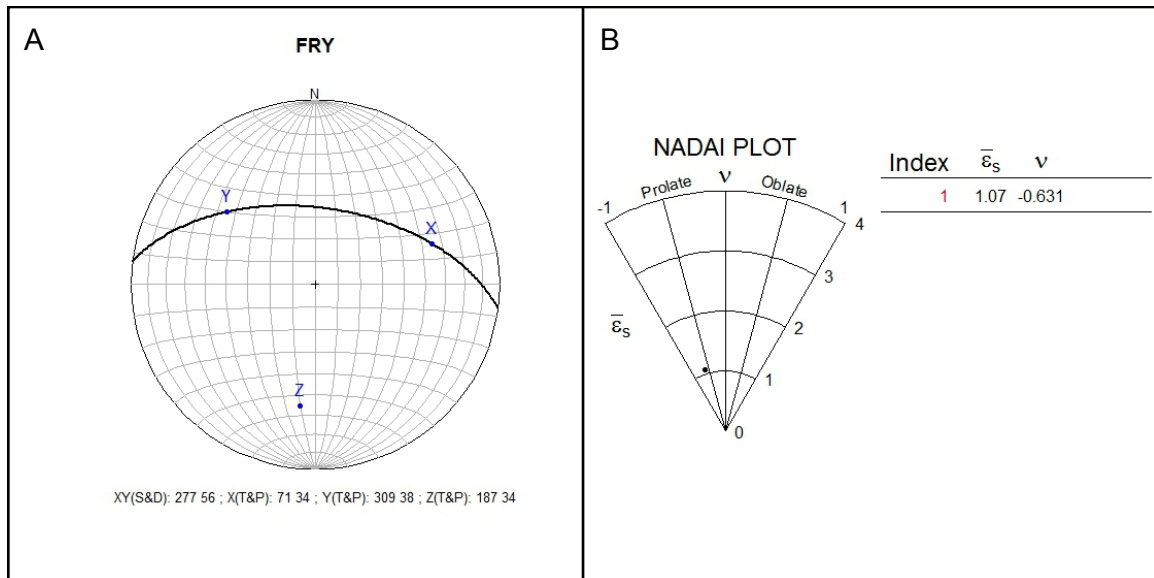 A
FRY
N
Y
X
Z
XY(S&D): 277 56 ; X(T&P): 71 34 ; Y(T&P): 309 38 ; Z(T&P): 187 34
B
NADAI PLOT
ν
Prolate
Oblate
-1
1
4
3
2
1
0
ε̅s
Index ε̅s ν
1 1.07 -0.631